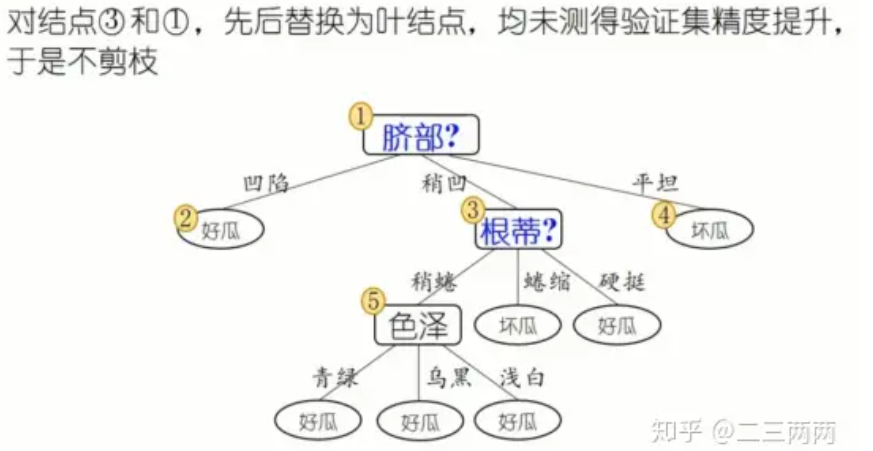 对结点③和①，先后替换为叶结点，均未测得验证集精度提升，
于是不剪枝
①
脐部?
凹陷
稍凹
平坦
②
好瓜
③
根蒂?
④
坏瓜
稍蜷
蜷缩
硬挺
⑤
色泽
坏瓜
好瓜
青绿
乌黑
浅白
好瓜
好瓜
好瓜
知乎 @二三两两